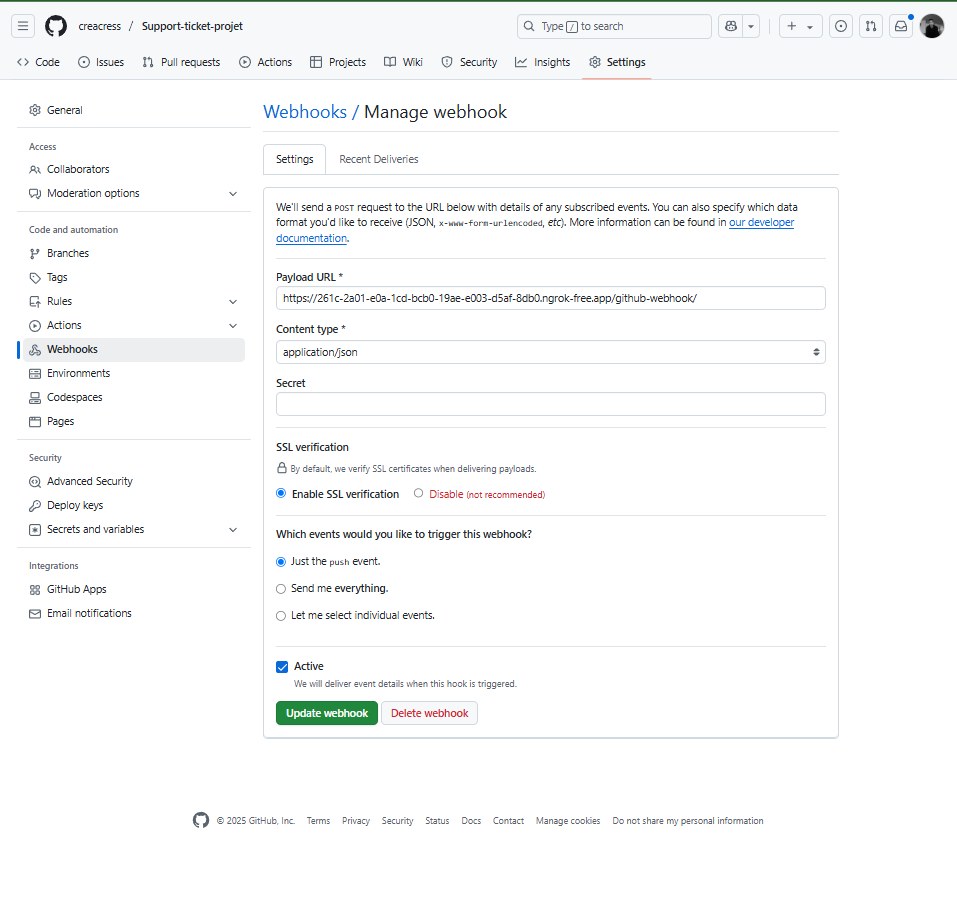 creacress / Support-ticket-projet
Type / to search
Code Issues Pull requests Actions Projects Wiki Security Insights Settings
General
Access
Collaborators
Moderation options
Code and automation
Branches
Tags
Rules
Actions
Webhooks
Environments
Codespaces
Pages
Security
Advanced Security
Deploy keys
Secrets and variables
Integrations
GitHub Apps
Email notifications
Webhooks / Manage webhook
Settings Recent Deliveries
We'll send a POST request to the URL below with details of any subscribed events. You can also specify which data
format you'd like to receive (JSON, x-www-form-urlencoded, etc). More information can be found in our developer
documentation.
Payload URL *
https://261c-2a01-e0a-1cd-bcb0-19ae-e003-d5af-8db0.ngrok-free.app/github-webhook/
Content type *
application/json
Secret
SSL verification
By default, we verify SSL certificates when delivering payloads.
Enable SSL verification Disable (not recommended)
Which events would you like to trigger this webhook?
Just the push event.
Send me everything.
Let me select individual events.
Active
We will deliver event details when this hook is triggered.
Update webhook Delete webhook
© 2025 GitHub, Inc. Terms Privacy Security Status Docs Contact Manage cookies Do not share my personal information